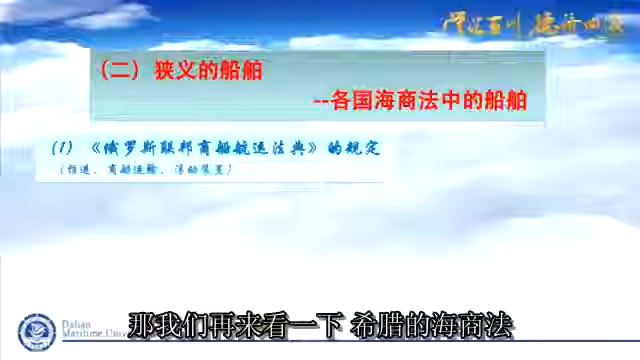 (二)狭义的船舶
--各国海商法中的船舶
(1)《俄罗斯联邦商船航运法典》的规定
Dalian
Maritime
那我们再来看一下 希腊的海商法